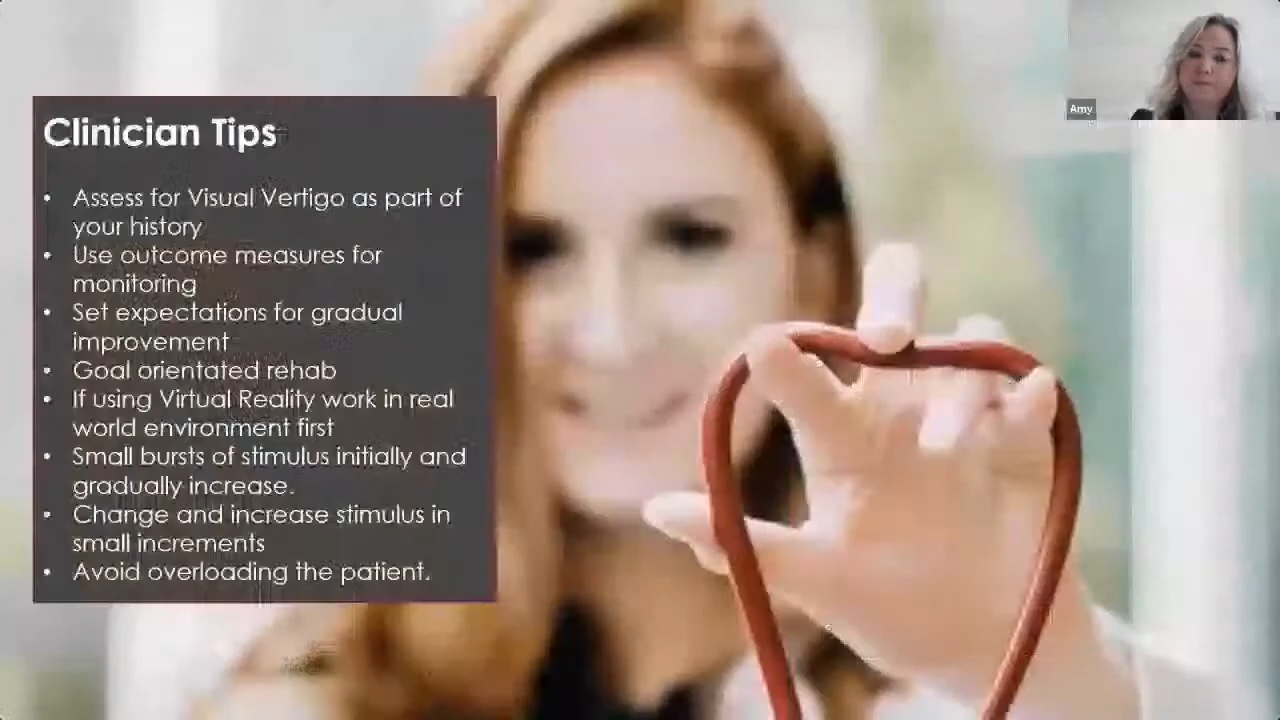 Clinician Tips
• Assess for Visual Vertigo as part of
your history
• Use outcome measures for
monitoring
• Set expectations for gradual
improvement
• Goal orientated rehab
• If using Virtual Reality work in real
world environment first
• Small bursts of stimulus initially and
gradually increase.
• Change and increase stimulus in
small increments
• Avoid overloading the patient.
Amy